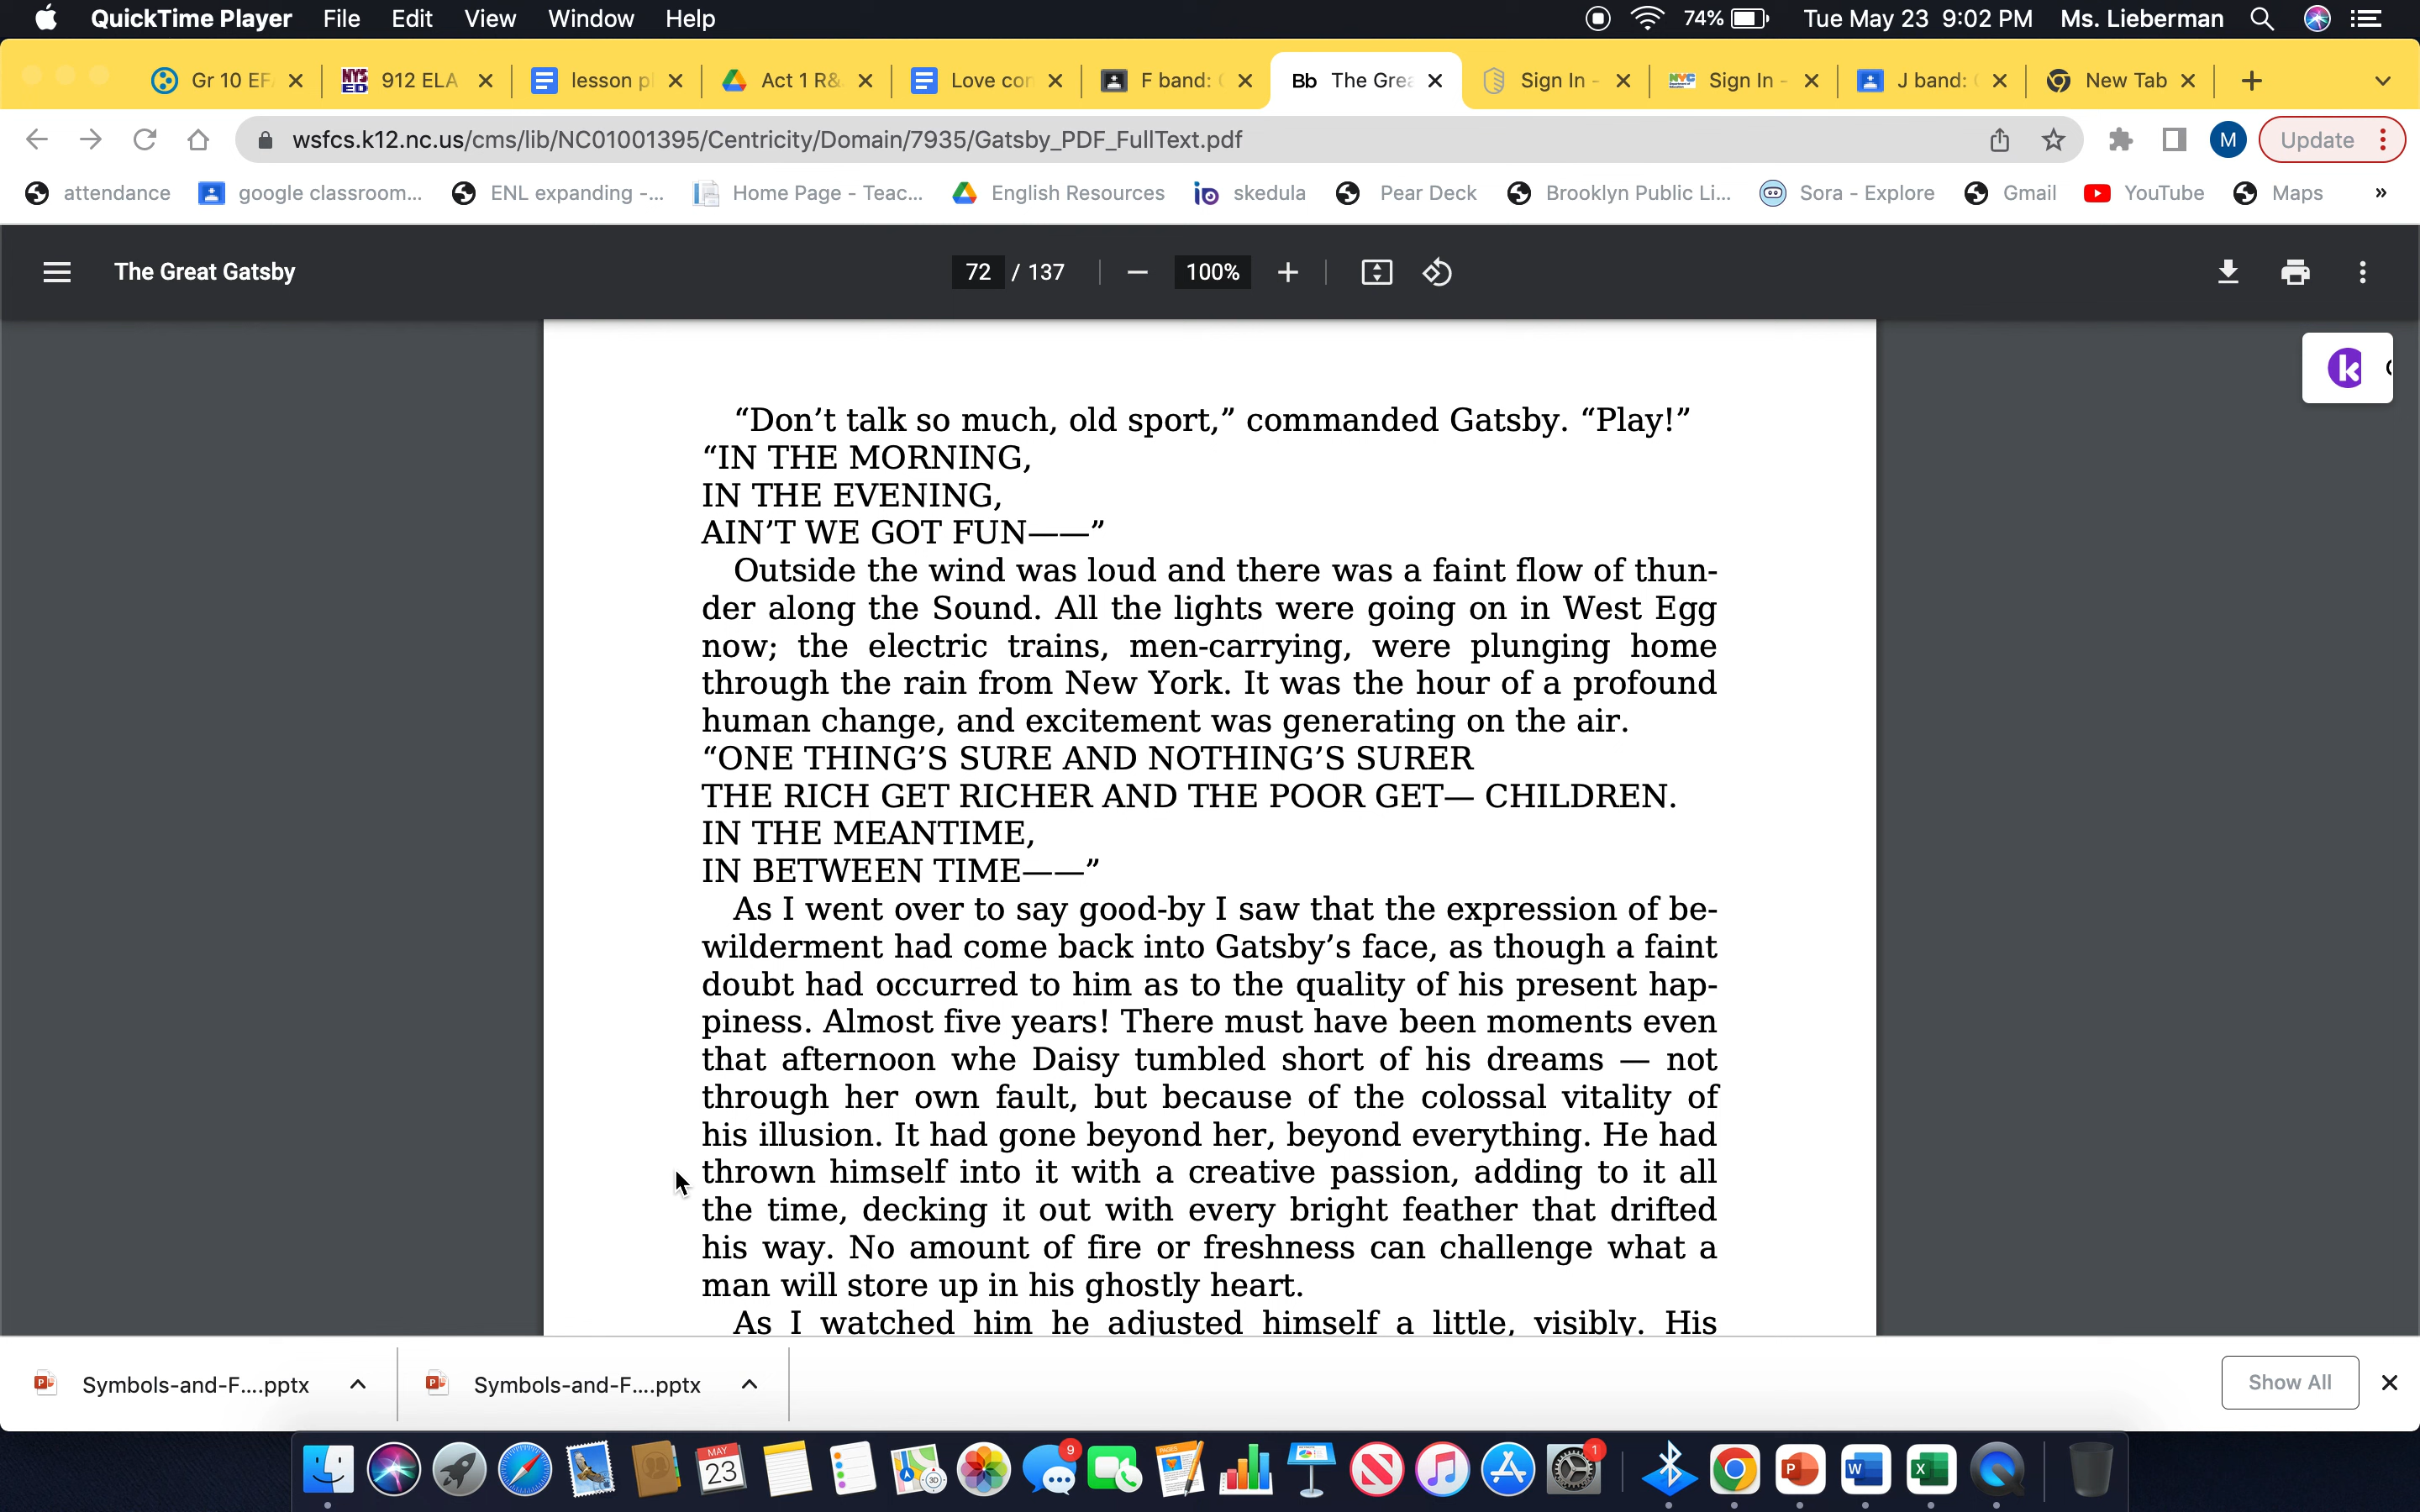 QuickTime Player File Edit View Window Help 74% Tue May 23 9:02 PM Ms. Lieberman
Gr 10 EF NYS ED 912 ELA lesson p Act 1 R& Love co F band: Bb The Gre Sign In - NYC Sign In - J band: New Tab
wsfcs.k12.nc.us/cms/lib/NC01001395/Centricity/Domain/7935/Gatsby_PDF_FullText.pdf M Update
attendance google classroom... ENL expanding -... Home Page - Teac... English Resources skedula Pear Deck Brooklyn Public Li... Sora - Explore Gmail YouTube Maps »
The Great Gatsby 72 / 137 100%
k
“Don’t talk so much, old sport,” commanded Gatsby. “Play!”
“IN THE MORNING,
IN THE EVENING,
AIN’T WE GOT FUN——”
Outside the wind was loud and there was a faint flow of thun-
der along the Sound. All the lights were going on in West Egg
now; the electric trains, men-carrying, were plunging home
through the rain from New York. It was the hour of a profound
human change, and excitement was generating on the air.
“ONE THING’S SURE AND NOTHING’S SURER
THE RICH GET RICHER AND THE POOR GET— CHILDREN.
IN THE MEANTIME,
IN BETWEEN TIME——”
As I went over to say good-by I saw that the expression of be-
wilderment had come back into Gatsby’s face, as though a faint
doubt had occurred to him as to the quality of his present hap-
piness. Almost five years! There must have been moments even
that afternoon whe Daisy tumbled short of his dreams — not
through her own fault, but because of the colossal vitality of
his illusion. It had gone beyond her, beyond everything. He had
thrown himself into it with a creative passion, adding to it all
the time, decking it out with every bright feather that drifted
his way. No amount of fire or freshness can challenge what a
man will store up in his ghostly heart.
As I watched him he adjusted himself a little, visibly. His
Symbols-and-F....pptx Symbols-and-F....pptx Show All
MAY 23 3D 9 PAGES 1 P W X